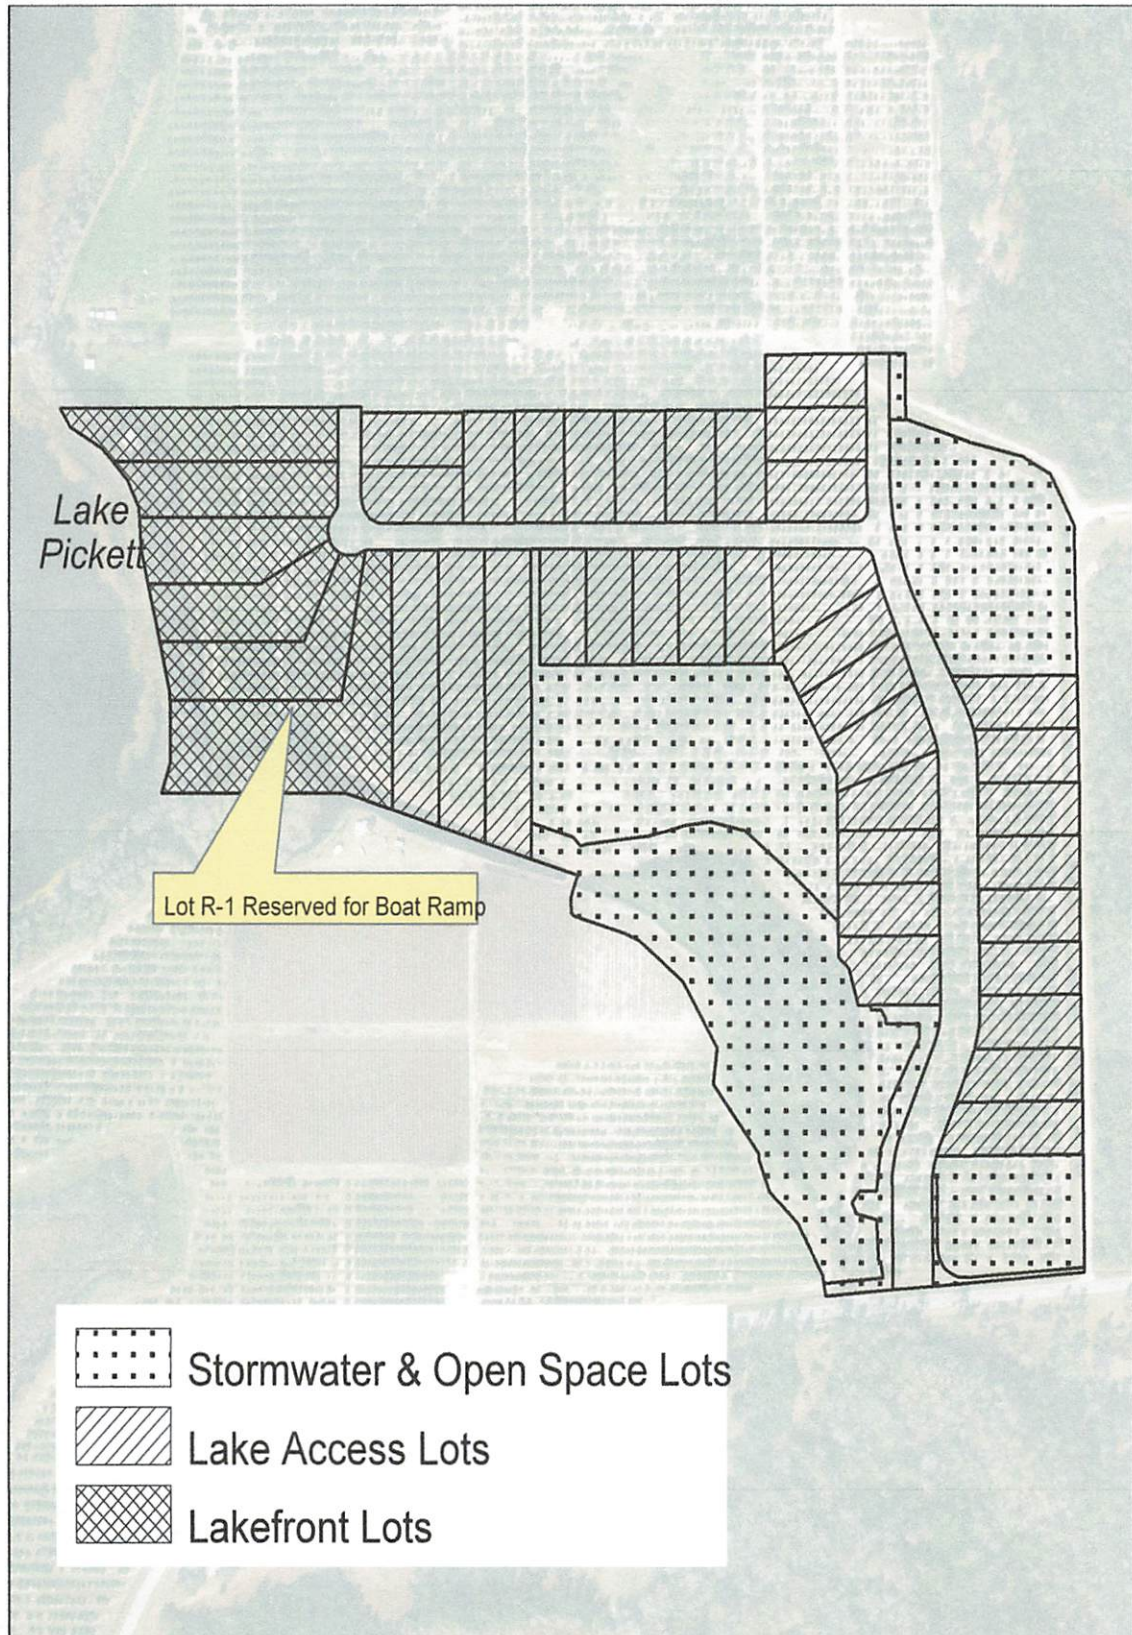 Lake
Pickett
Lot R-1 Reserved for Boat Ramp
Stormwater & Open Space Lots
Lake Access Lots
Lakefront Lots